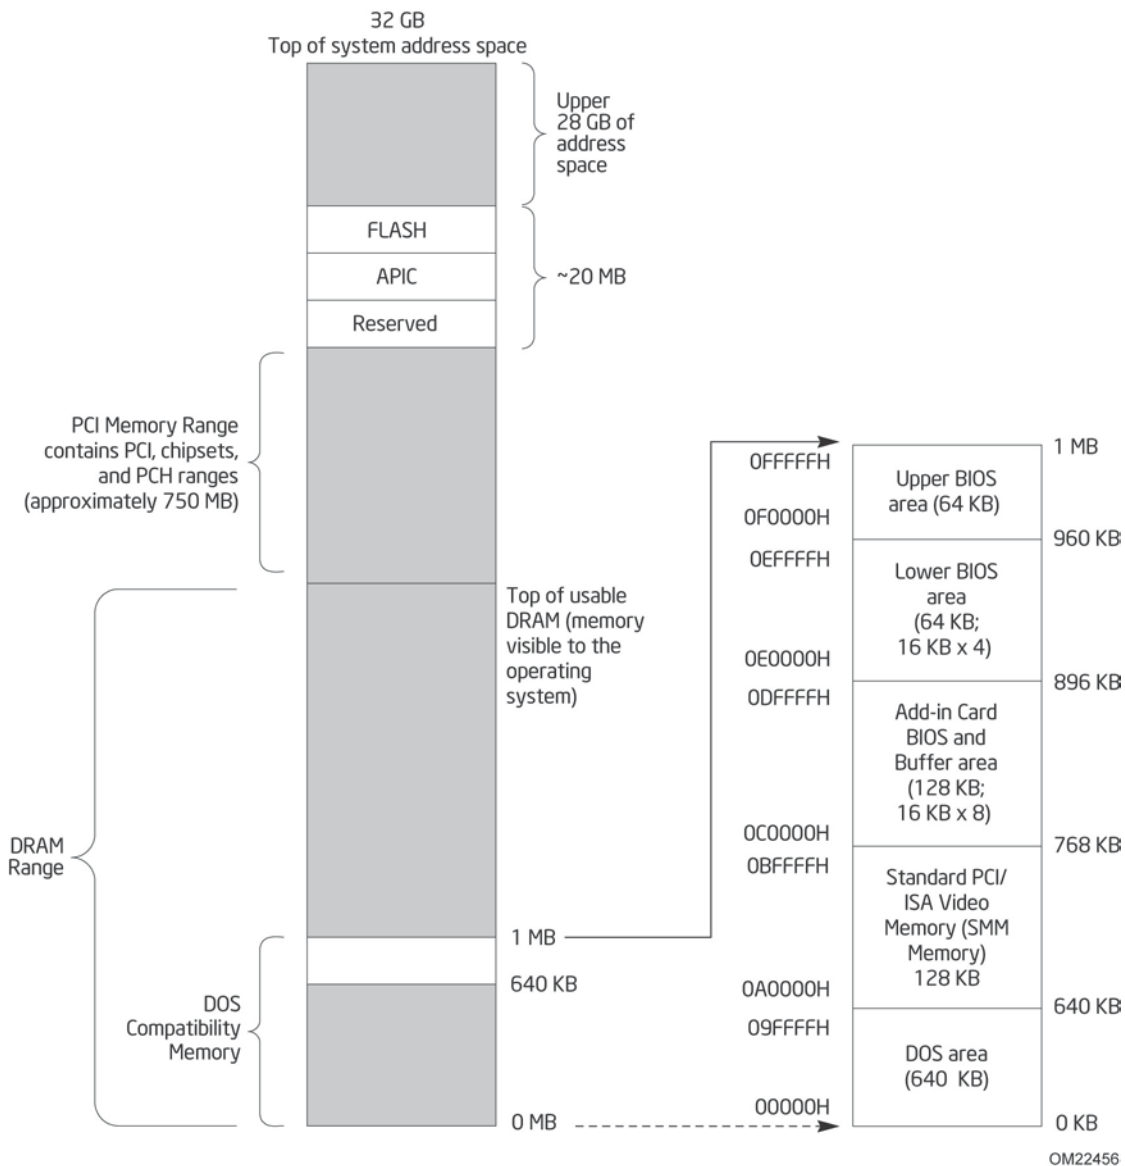 32 GB
Top of system address space
Upper
28 GB of
address
space
FLASH
APIC
Reserved
~20 MB
PCI Memory Range
contains PCI, chipsets,
and PCH ranges
(approximately 750 MB)
Top of usable
DRAM (memory
visible to the
operating
system)
DRAM
Range
1 MB
640 KB
DOS
Compatibility
Memory
0 MB
1 MB
0FFFFFH
Upper BIOS
area (64 KB)
0F0000H
960 KB
0EFFFFH
Lower BIOS
area
(64 KB;
16 KB x 4)
0E0000H
896 KB
0DFFFFH
Add-in Card
BIOS and
Buffer area
(128 KB;
16 KB x 8)
0C0000H
768 KB
0BFFFFH
Standard PCI/
ISA Video
Memory (SMM
Memory)
128 KB
0A0000H
640 KB
09FFFFH
DOS area
(640 KB)
00000H
0 KB
OM22456